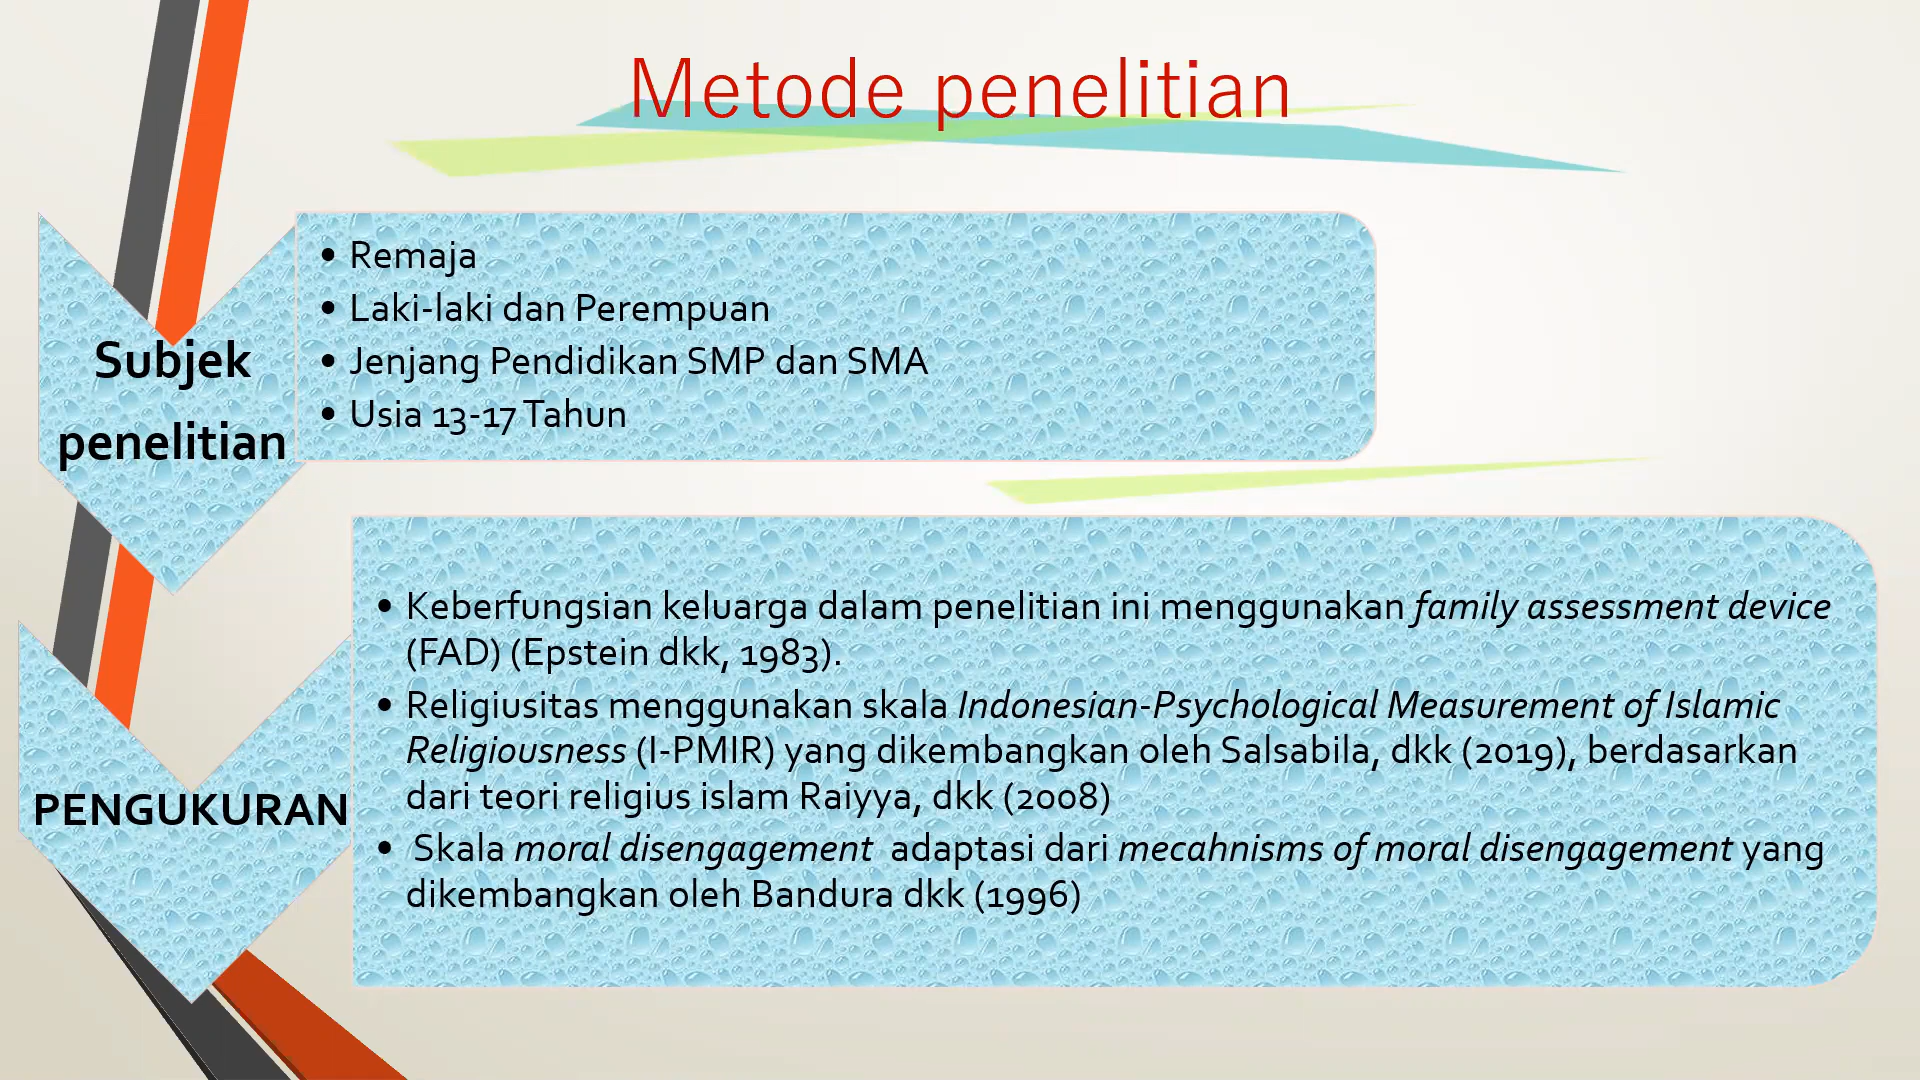 Metode penelitian
Subjek
penelitian
• Remaja
• Laki-laki dan Perempuan
• Jenjang Pendidikan SMP dan SMA
• Usia 13-17 Tahun
PENGUKURAN
• Keberfungsian keluarga dalam penelitian ini menggunakan family assessment device
(FAD) (Epstein dkk, 1983).
• Religiusitas menggunakan skala Indonesian-Psychological Measurement of Islamic
Religiousness (I-PMIR) yang dikembangkan oleh Salsabila, dkk (2019), berdasarkan
dari teori religius islam Raiyya, dkk (2008)
• Skala moral disengagement adaptasi dari mecahnisms of moral disengagement yang
dikembangkan oleh Bandura dkk (1996)